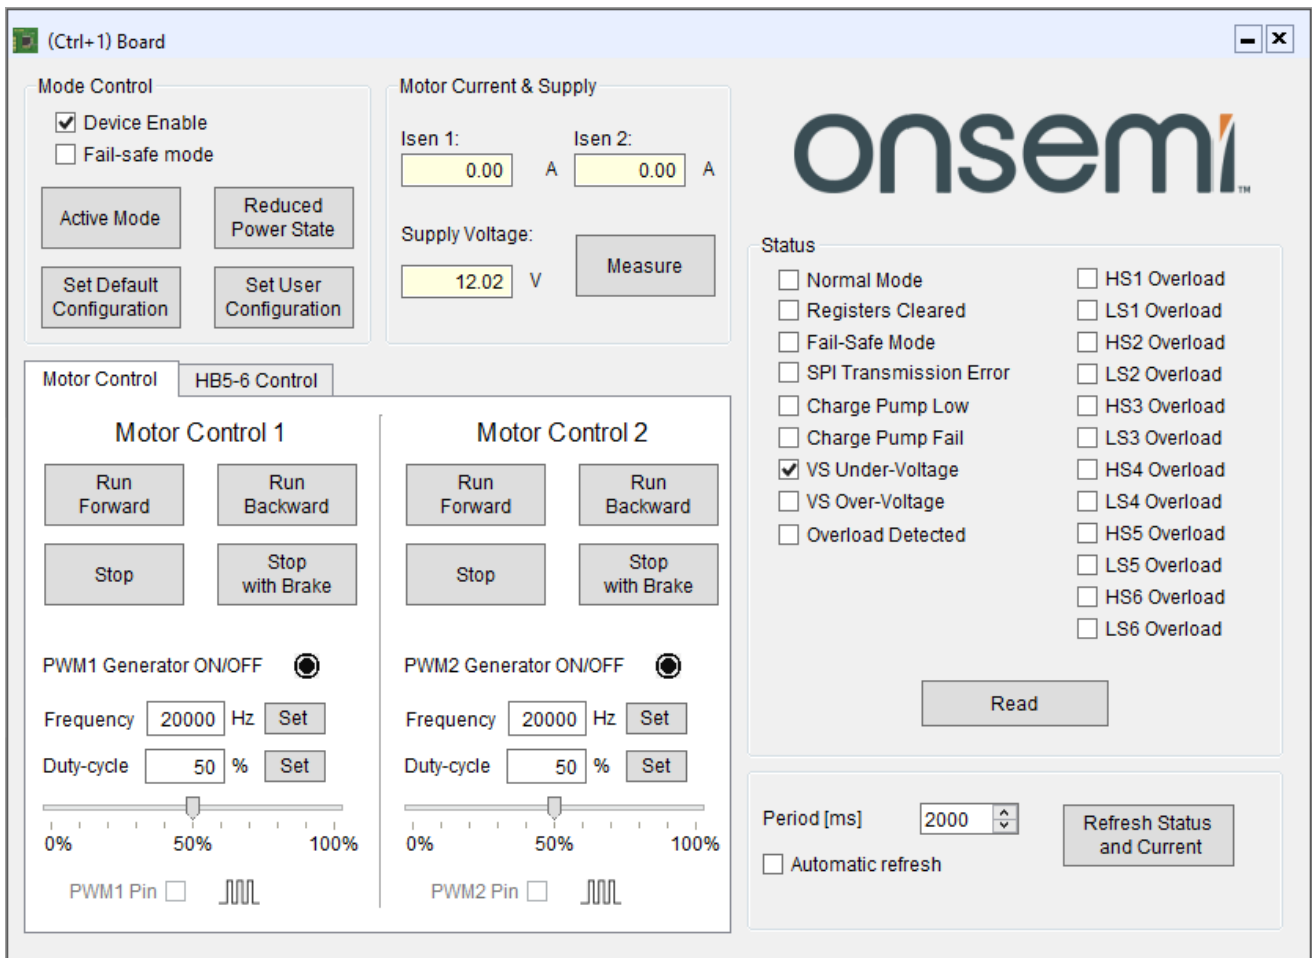 (Ctrl+1) Board
Mode Control
Device Enable
Fail-safe mode
Active Mode
Reduced
Power State
Set Default
Configuration
Set User
Configuration
Motor Current & Supply
Isen 1:
0.00 A
Isen 2:
0.00 A
Supply Voltage:
12.02 V
Measure
onsemi
TM
Motor Control
HB5-6 Control
Motor Control 1
Run
Forward
Run
Backward
Stop
Stop
with Brake
PWM1 Generator ON/OFF
Frequency 20000 Hz Set
Duty-cycle 50 % Set
0% 50% 100%
PWM1 Pin
Motor Control 2
Run
Forward
Run
Backward
Stop
Stop
with Brake
PWM2 Generator ON/OFF
Frequency 20000 Hz Set
Duty-cycle 50 % Set
0% 50% 100%
PWM2 Pin
Status
Normal Mode
Registers Cleared
Fail-Safe Mode
SPI Transmission Error
Charge Pump Low
Charge Pump Fail
VS Under-Voltage
VS Over-Voltage
Overload Detected
HS1 Overload
LS1 Overload
HS2 Overload
LS2 Overload
HS3 Overload
LS3 Overload
HS4 Overload
LS4 Overload
HS5 Overload
LS5 Overload
HS6 Overload
LS6 Overload
Read
Period [ms] 2000
Automatic refresh
Refresh Status
and Current